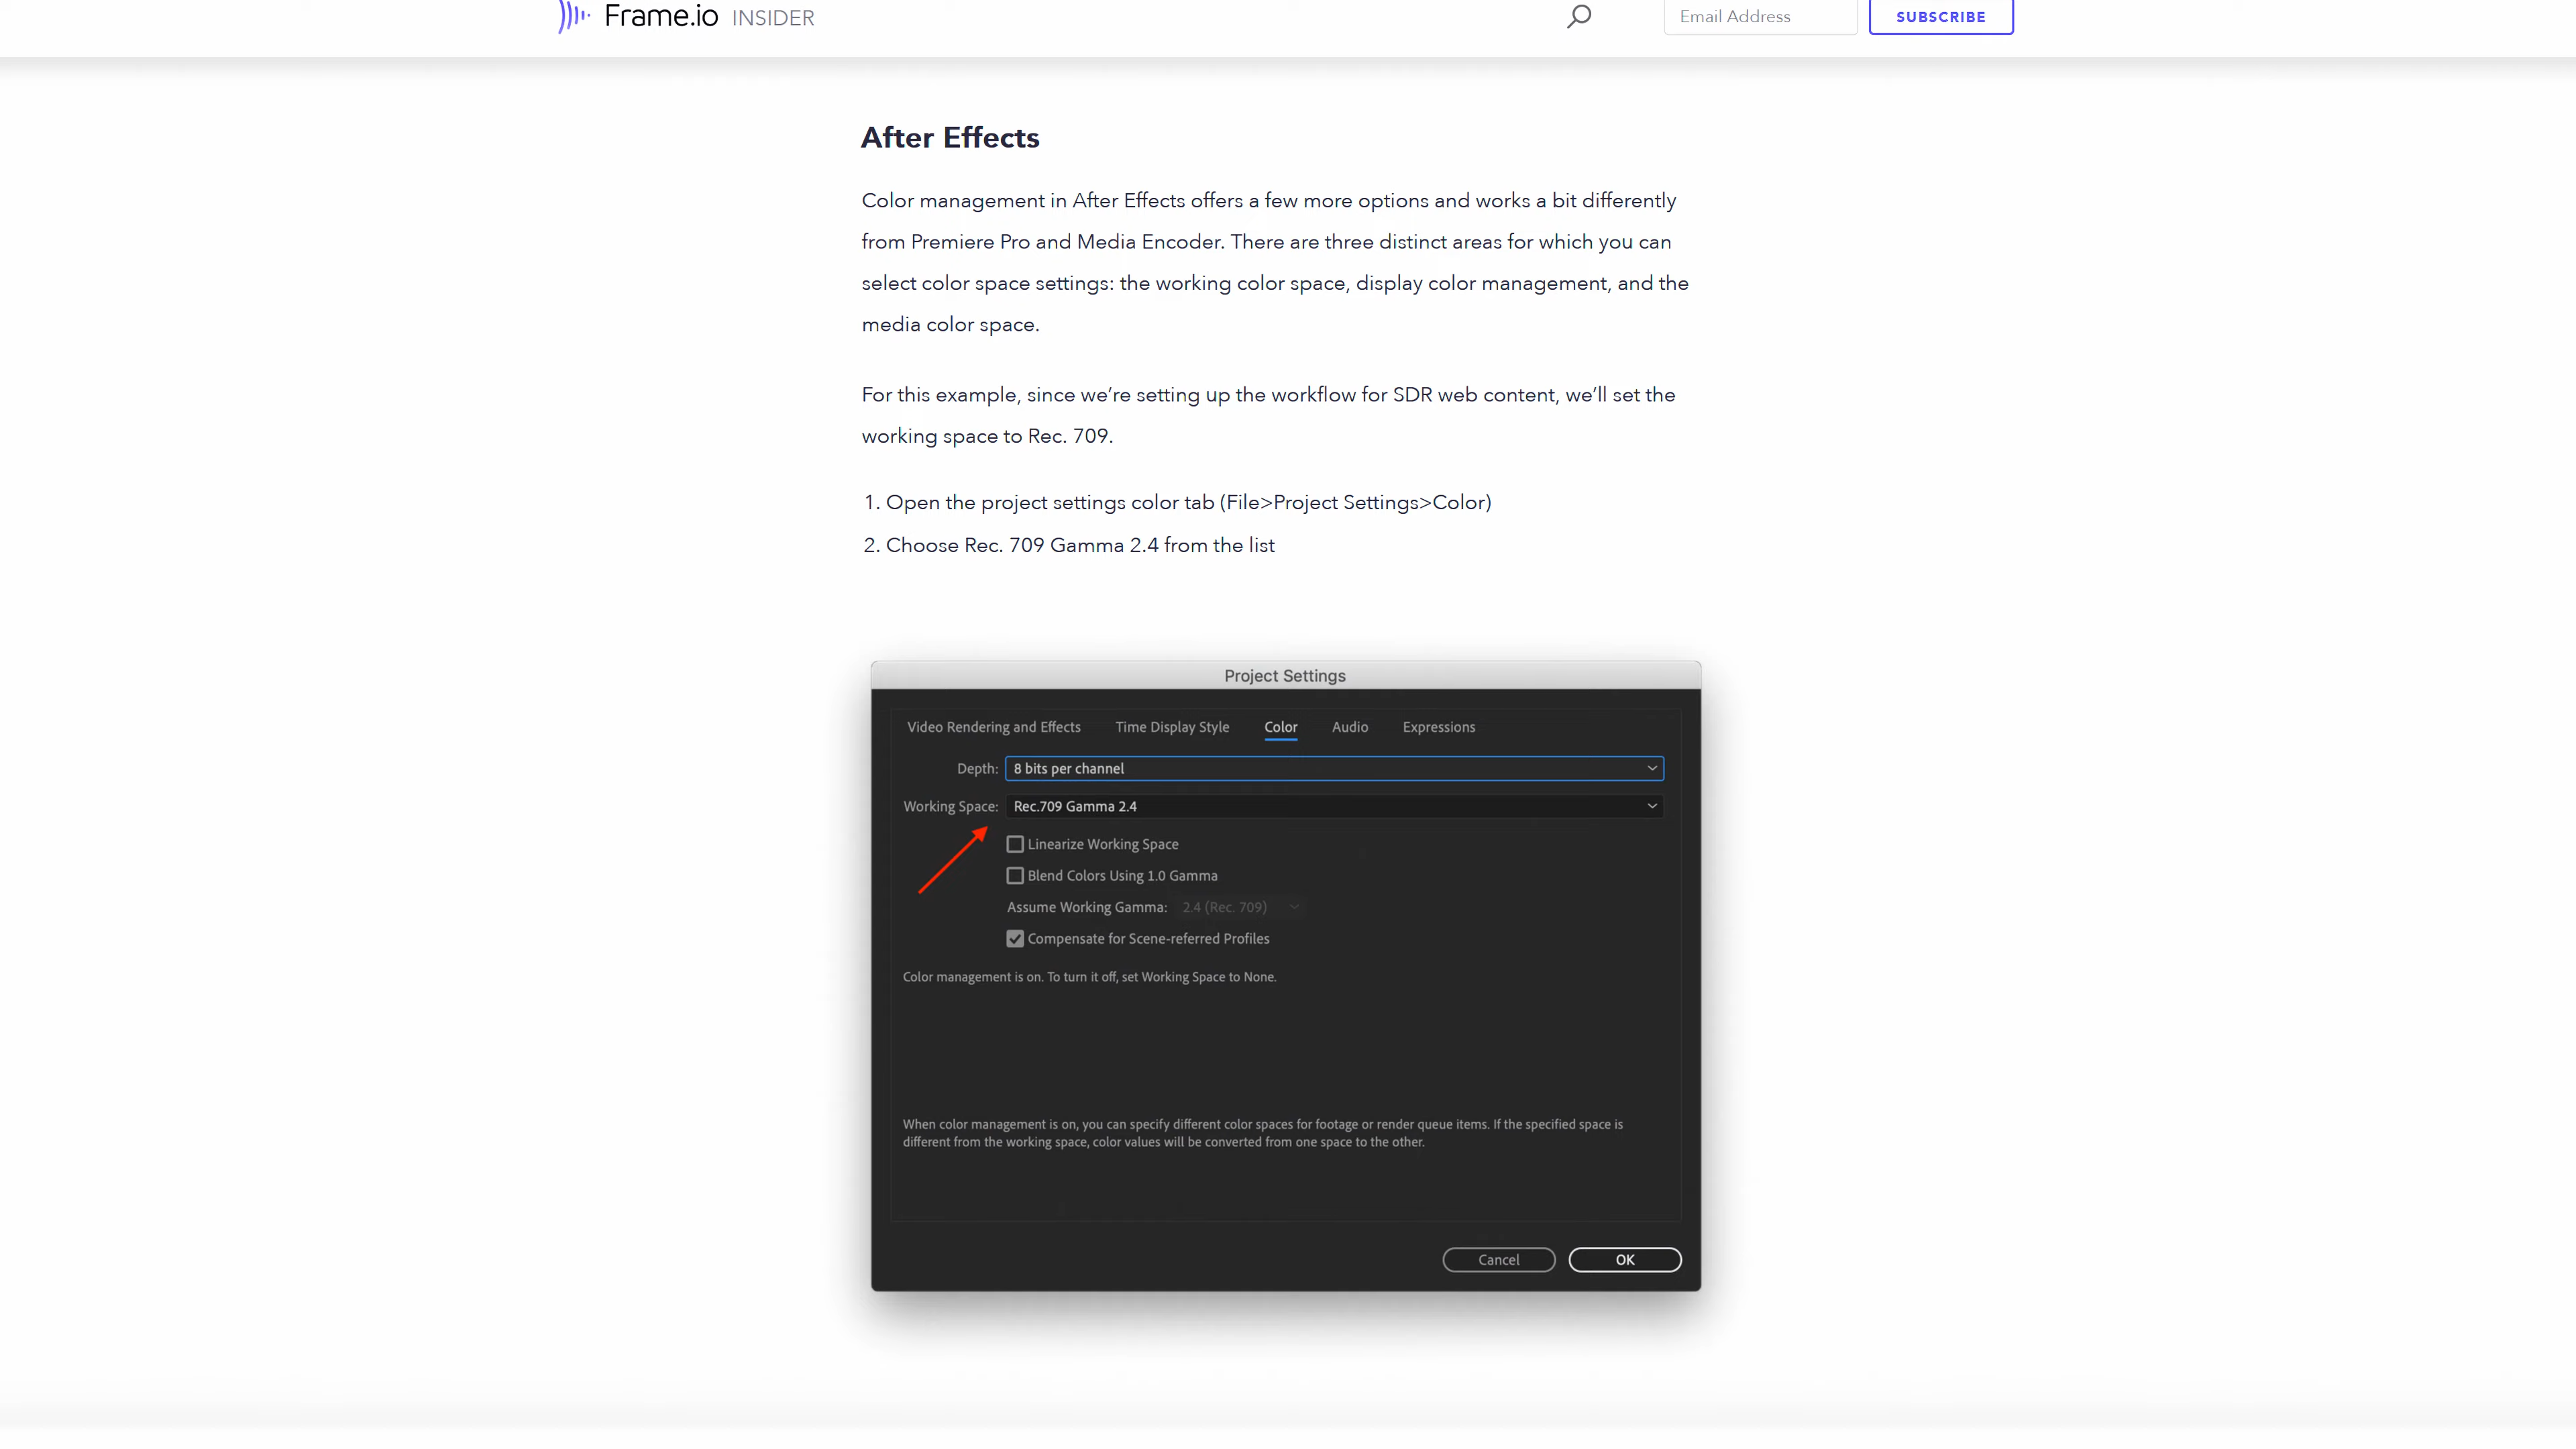 Frame.io INSIDER
Email Address
SUBSCRIBE
After Effects
Color management in After Effects offers a few more options and works a bit differently
from Premiere Pro and Media Encoder. There are three distinct areas for which you can
select color space settings: the working color space, display color management, and the
media color space.
For this example, since we’re setting up the workflow for SDR web content, we’ll set the
working space to Rec. 709.
1. Open the project settings color tab (File>Project Settings>Color)
2. Choose Rec. 709 Gamma 2.4 from the list
Project Settings
Video Rendering and Effects Time Display Style Color Audio Expressions
Depth: 8 bits per channel
Working Space: Rec.709 Gamma 2.4
Linearize Working Space
Blend Colors Using 1.0 Gamma
Assume Working Gamma: 2.4 (Rec. 709)
Compensate for Scene-referred Profiles
Color management is on. To turn it off, set Working Space to None.
When color management is on, you can specify different color spaces for footage or render queue items. If the specified space is
different from the working space, color values will be converted from one space to the other.
Cancel OK